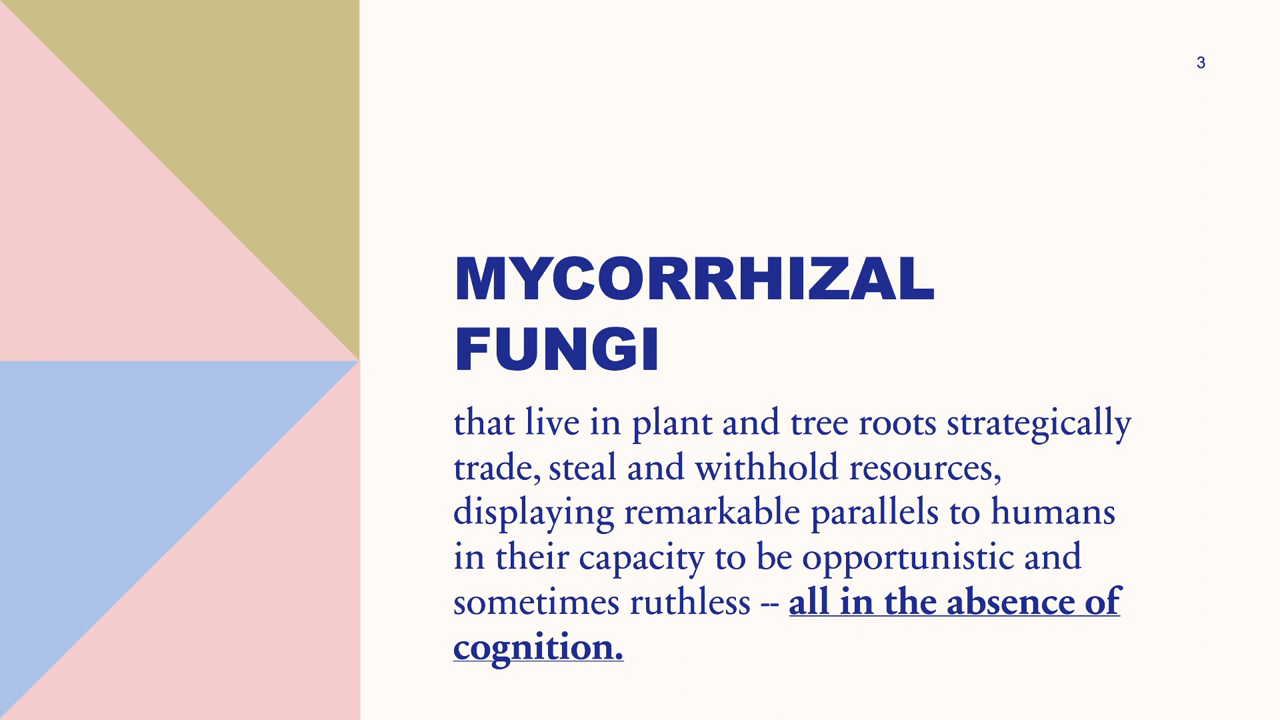 3
MYCORRHIZAL
FUNGI
that live in plant and tree roots strategically
trade, steal and withhold resources,
displaying remarkable parallels to humans
in their capacity to be opportunistic and
sometimes ruthless -- all in the absence of
cognition.